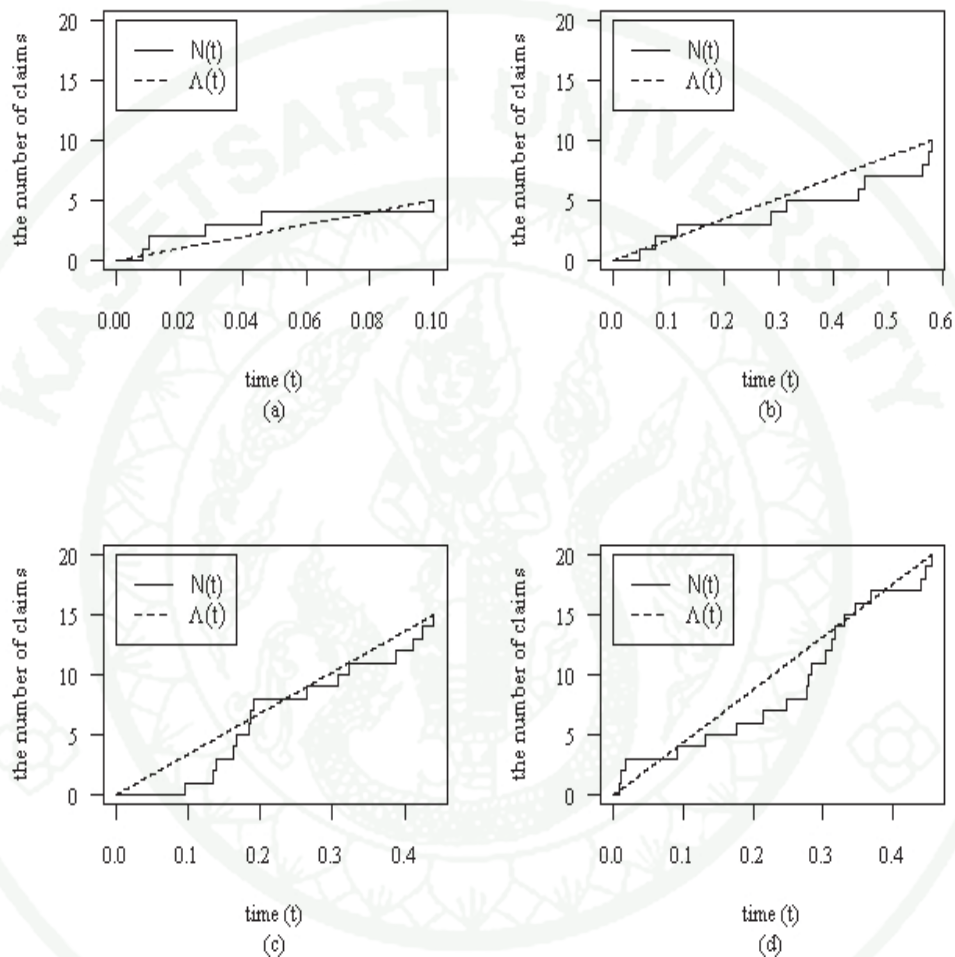 the number of claims
20
15
10
5
0
N(t)
Λ(t)
0.00 0.02 0.04 0.06 0.08 0.10
time (t)
(a)
the number of claims
20
15
10
5
0
N(t)
Λ(t)
0.0 0.1 0.2 0.3 0.4 0.5 0.6
time (t)
(b)
the number of claims
20
15
10
5
0
N(t)
Λ(t)
0.0 0.1 0.2 0.3 0.4
time (t)
(c)
the number of claims
20
15
10
5
0
N(t)
Λ(t)
0.0 0.1 0.2 0.3 0.4
time (t)
(d)
KASETSART UNIVERSITY